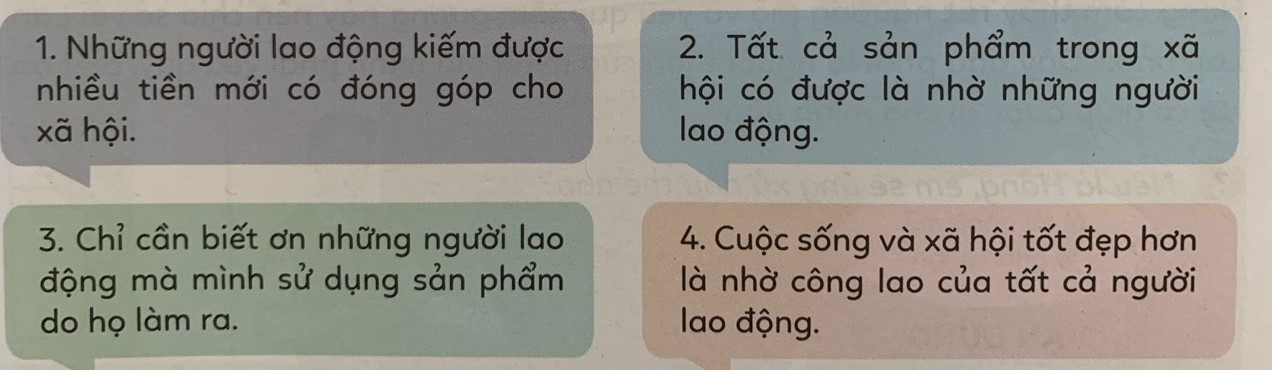 1. Những người lao động kiếm được
nhiều tiền mới có đóng góp cho
xã hội.
2. Tất cả sản phẩm trong xã
hội có được là nhờ những người
lao động.
3. Chỉ cần biết ơn những người lao
động mà mình sử dụng sản phẩm
do họ làm ra.
4. Cuộc sống và xã hội tốt đẹp hơn
là nhờ công lao của tất cả người
lao động.